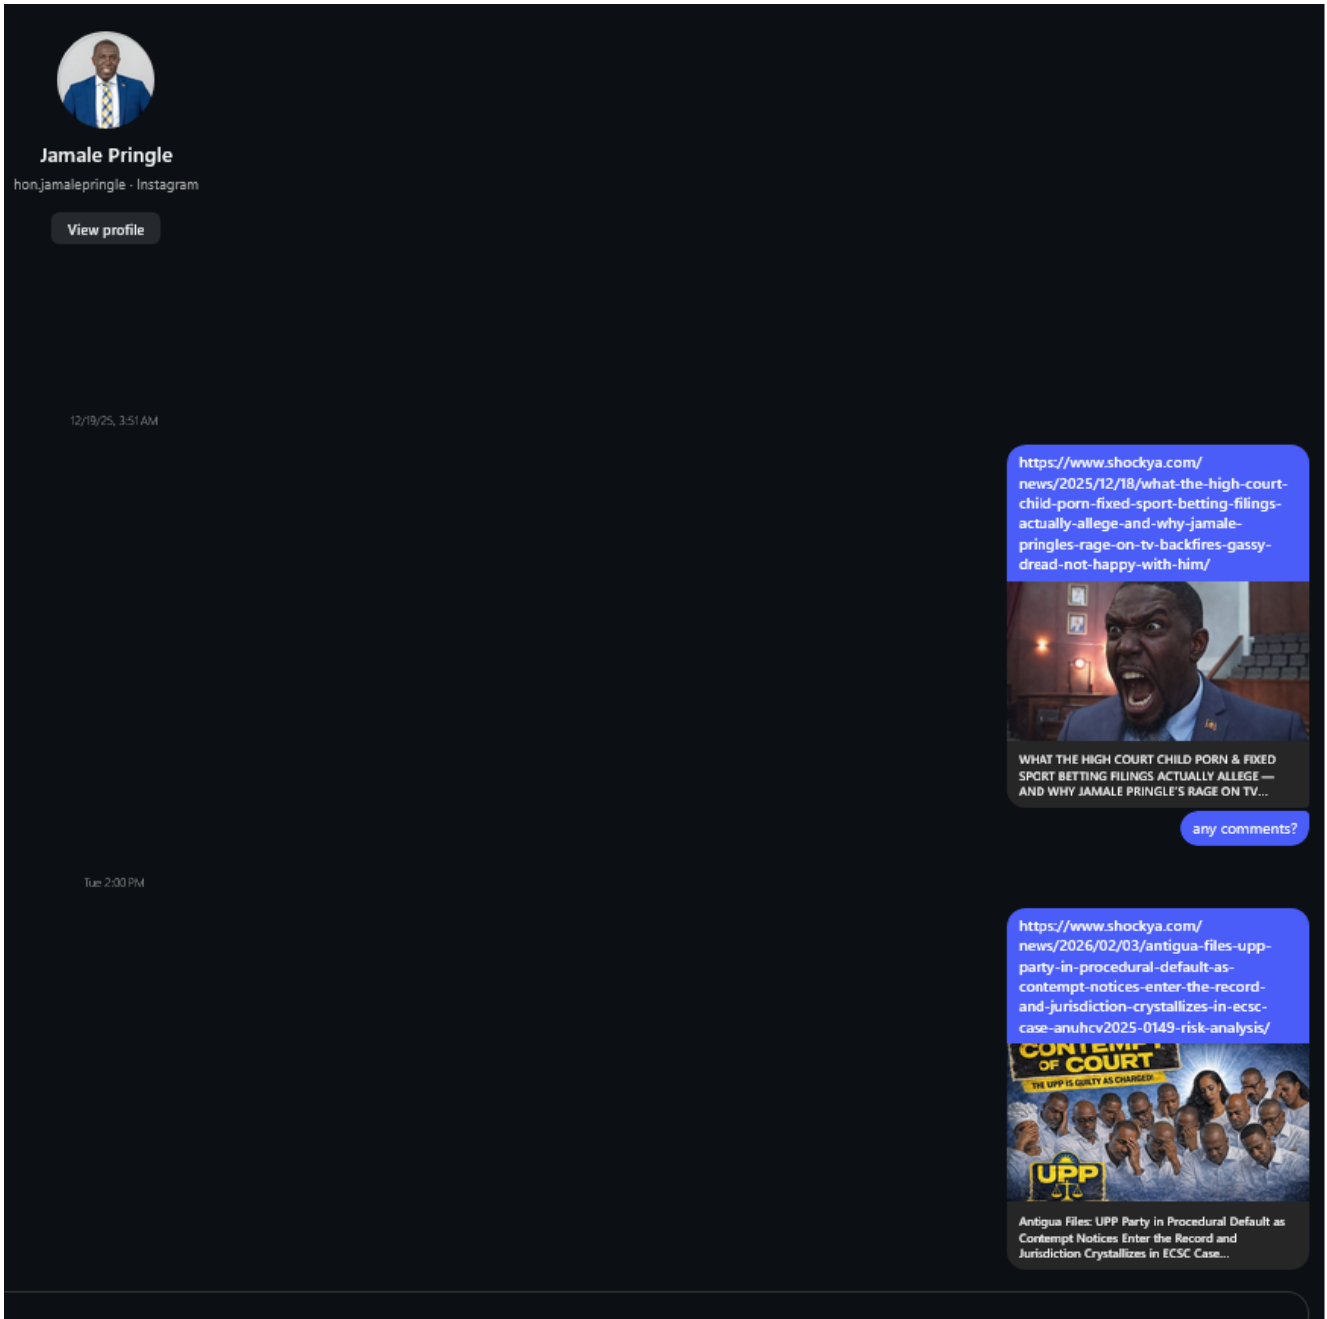 Jamale Pringle
hon.jamalepringle · Instagram
View profile
12/19/25, 3:51 AM
https://www.shockya.com/
news/2025/12/18/what-the-high-court-
child-porn-fixed-sport-betting-filings-
actually-allege-and-why-jamale-
pringles-rage-on-tv-backfires-gassy-
dread-not-happy-with-him/
WHAT THE HIGH COURT CHILD PORN & FIXED
SPORT BETTING FILINGS ACTUALLY ALLEGE —
AND WHY JAMALE PRINGLE'S RAGE ON TV...
any comments?
Tue 2:00 PM
https://www.shockya.com/
news/2026/02/03/antigua-files-upp-
party-in-procedural-default-as-
contempt-notices-enter-the-record-
and-jurisdiction-crystallizes-in-ecsc-
case-anuhcv2025-0149-risk-analysis/
CONTEMPT
OF COURT
THE UPP IS GUILTY AS CHARGED!
UPP
Antigua Files: UPP Party in Procedural Default as
Contempt Notices Enter the Record and
Jurisdiction Crystallizes in ECSC Case...